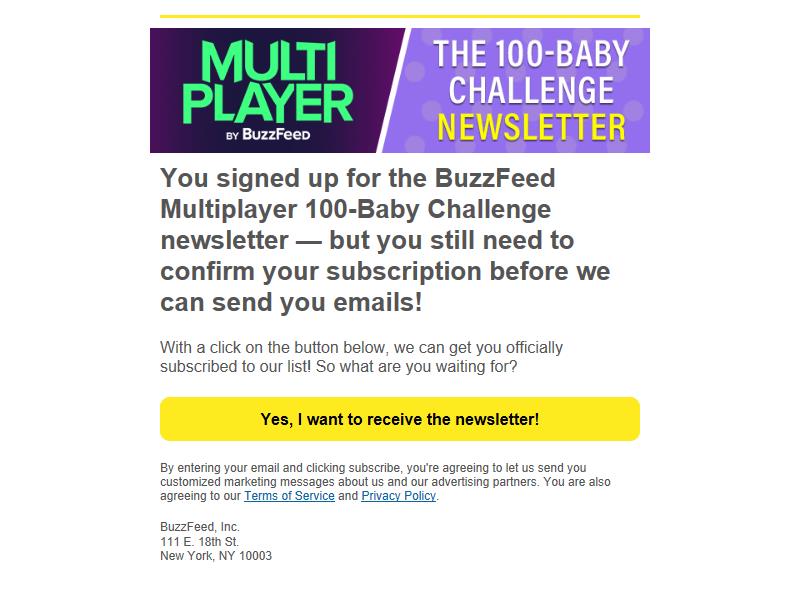 MULTI
PLAYER
BY BuzzFeed
THE 100-BABY
CHALLENGE
NEWSLETTER
You signed up for the BuzzFeed
Multiplayer 100-Baby Challenge
newsletter — but you still need to
confirm your subscription before we
can send you emails!
With a click on the button below, we can get you officially
subscribed to our list! So what are you waiting for?
Yes, I want to receive the newsletter!
By entering your email and clicking subscribe, you're agreeing to let us send you
customized marketing messages about us and our advertising partners. You are also
agreeing to our Terms of Service and Privacy Policy.
BuzzFeed, Inc.
111 E. 18th St.
New York, NY 10003